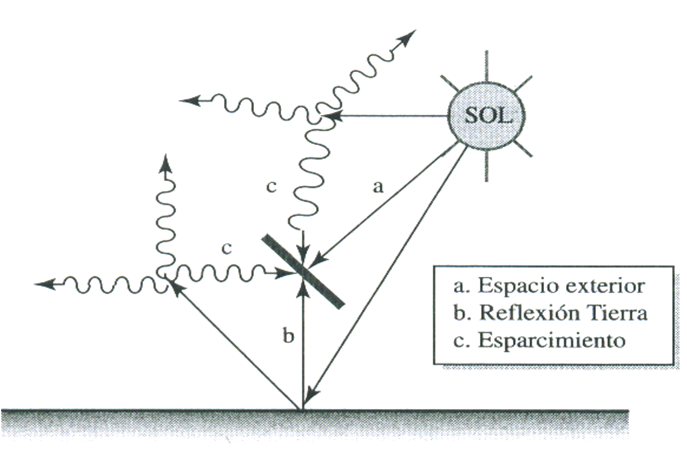 SOL
a
c
c
b
a. Espacio exterior
b. Reflexión Tierra
c. Esparcimiento